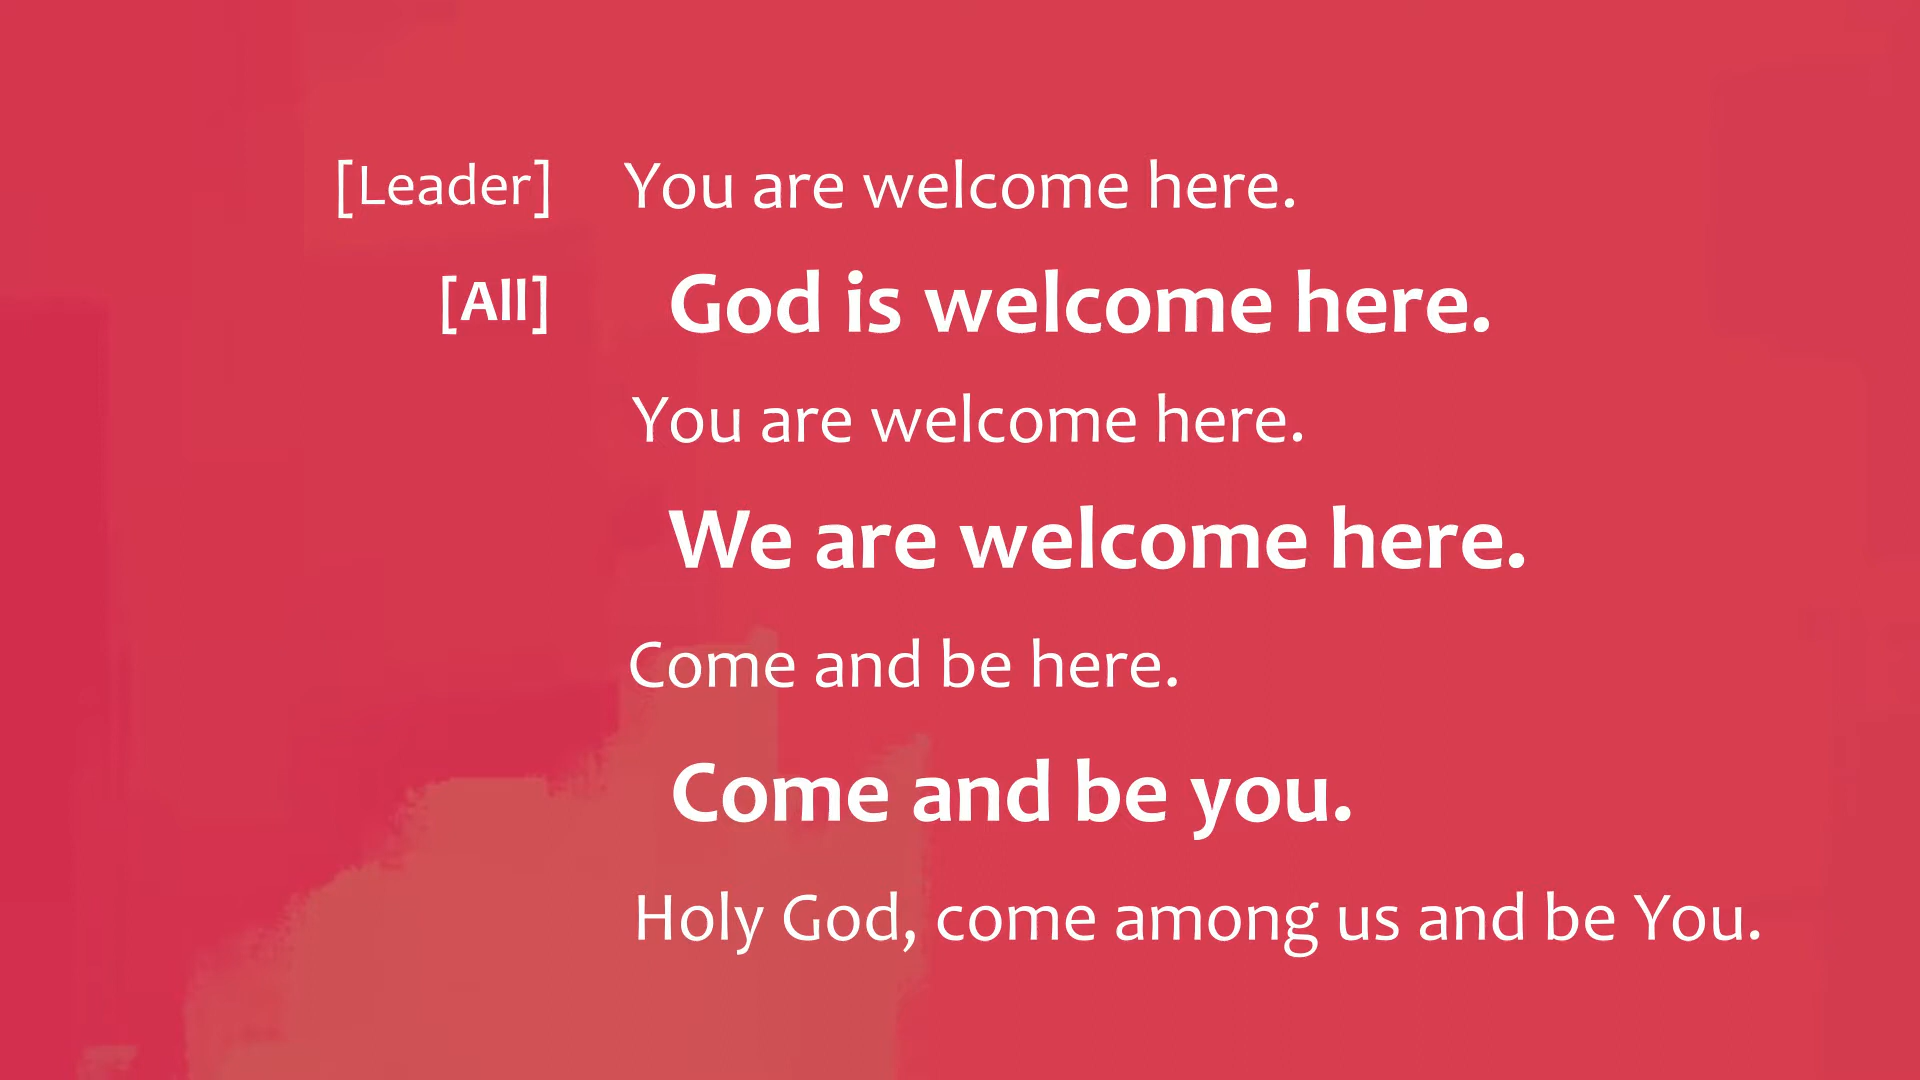 [Leader] You are welcome here.
[All] God is welcome here.
You are welcome here.
We are welcome here.
Come and be here.
Come and be you.
Holy God, come among us and be You.